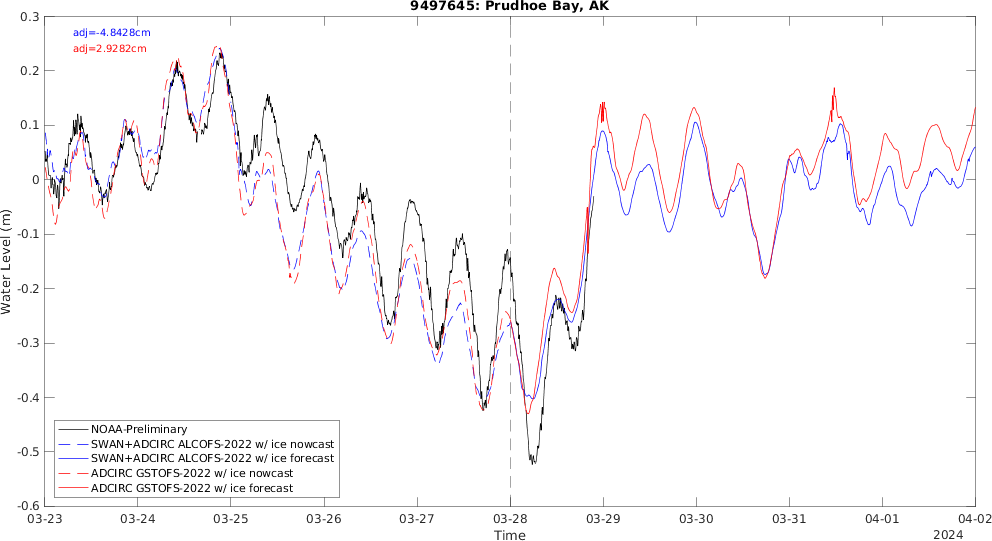 9497645: Prudhoe Bay, AK
adj=-4.8428cm
adj=2.9282cm
Water Level (m)
0.3
0.2
0.1
0
-0.1
-0.2
-0.3
-0.4
-0.5
-0.6
NOAA-Preliminary
SWAN+ADCIRC ALCOFS-2022 w/ ice nowcast
SWAN+ADCIRC ALCOFS-2022 w/ ice forecast
ADCIRC GSTOFS-2022 w/ ice nowcast
ADCIRC GSTOFS-2022 w/ ice forecast
03-23 03-24 03-25 03-26 03-27 03-28 03-29 03-30 03-31 04-01 04-02
Time
2024